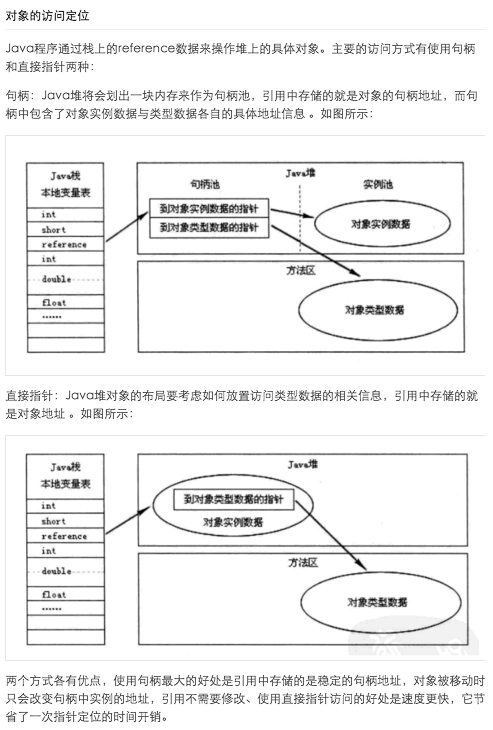 对象的访问定位
Java程序通过栈上的reference数据来操作堆上的具体对象。主要的访问方式有使用句柄
和直接指针两种：
句柄：Java堆将会划出一块内存来作为句柄池，引用中存储的就是对象的句柄地址，而句
柄中包含了对象实例数据与类型数据各自的具体地址信息 。如图所示：
Java栈
本地变量表
int
short
reference
int
double
float
······
Java堆
句柄池
实例池
到对象实例数据的指针
到对象类型数据的指针
对象实例数据
方法区
对象类型数据
直接指针：Java堆对象的布局要考虑如何放置访问类型数据的相关信息，引用中存储的就
是对象地址 。如图所示：
Java栈
本地变量表
int
short
reference
int
double
float
······
Java堆
到对象类型数据的指针
对象实例数据
方法区
对象类型数据
两个方式各有优点，使用句柄最大的好处是引用中存储的是稳定的句柄地址，对象被移动时
只会改变句柄中实例的地址，引用不需要修改、使用直接指针访问的好处是速度更快，它节
省了一次指针定位的时间开销。